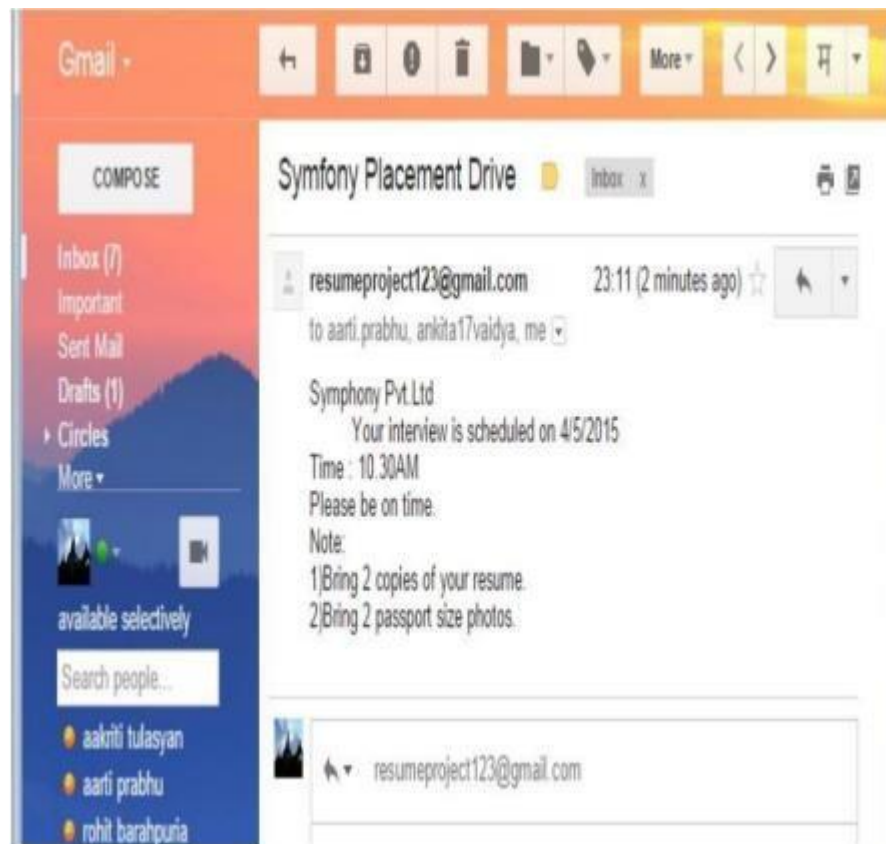 Gmail
More
म
COMPOSE
Symfony Placement Drive
Inbox x
Inbox (7)
Important
Sent Mail
Drafts (1)
Circles
More
resumeproject123@gmail.com 23:11 (2 minutes ago)
to aarti.prabhu, ankita17vaidya, me
Symphony Pvt.Ltd
Your interview is scheduled on 4/5/2015
Time : 10.30AM
Please be on time.
Note:
1)Bring 2 copies of your resume.
2)Bring 2 passport size photos.
available selectively
Search people...
aakriti tulasyan
aarti prabhu
rohit barahpuria
resumeproject123@gmail.com